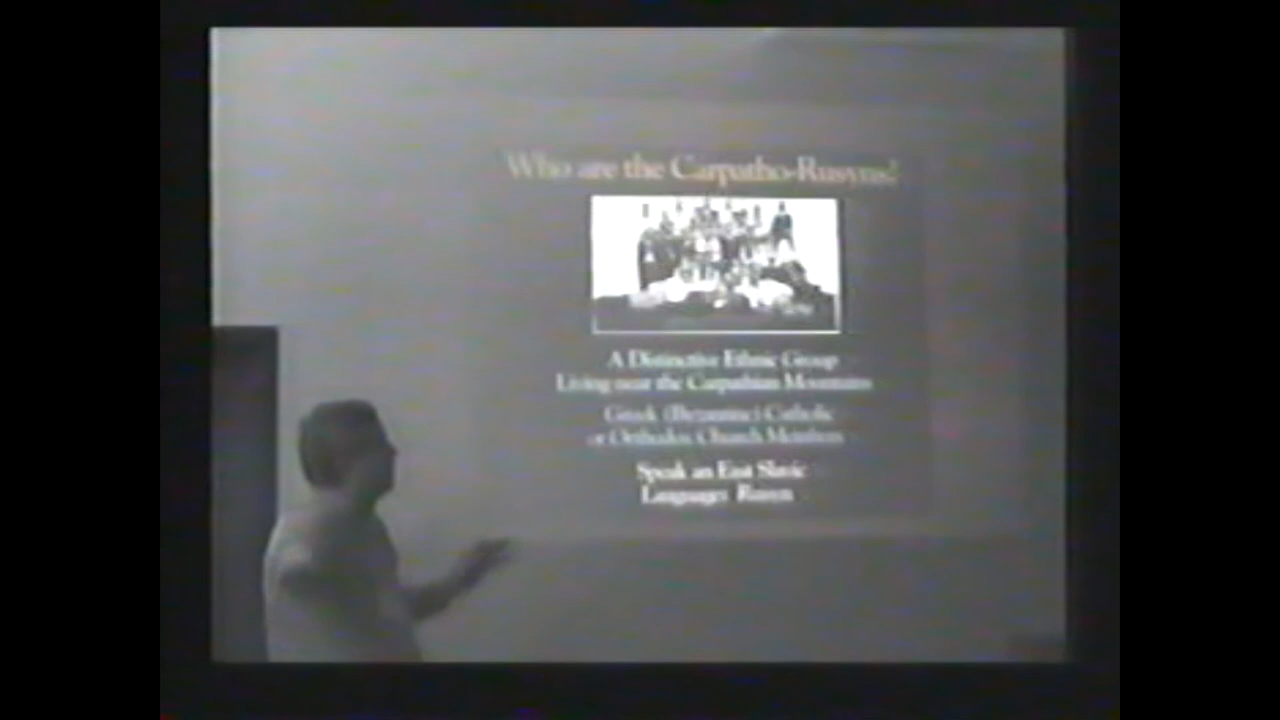 Who are the Carpatho-Rusyns?
A Distinctive Ethnic Group
Living near the Carpathian Mountains
Greek (Byzantine) Catholic
or Orthodox Church Members
Speak an East Slavic
Language: Rusyn